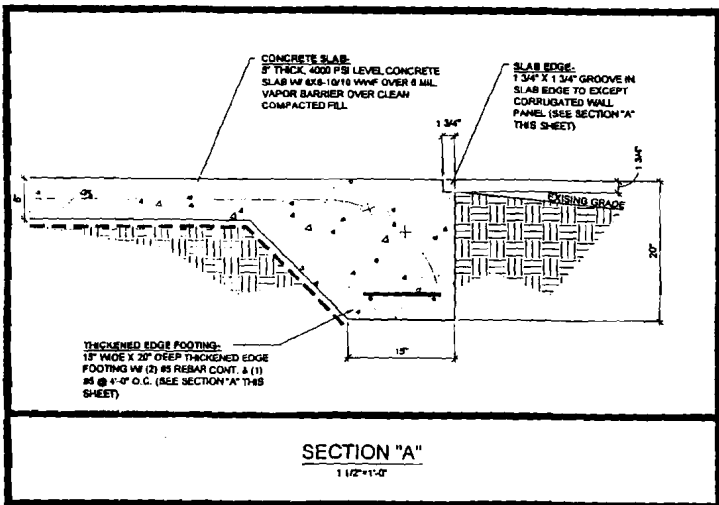 CONCRETE SLAB-
5" THICK, 4000 PSI LEVEL CONCRETE
SLAB W/ 6X6-10/10 WWF OVER 6 MIL
VAPOR BARRIER OVER CLEAN
COMPACTED FILL
SLAB EDGE-
1 3/4" X 1 3/4" GROOVE IN
SLAB EDGE TO EXCEPT
CORRUGATED WALL
PANEL (SEE SECTION "A"
THIS SHEET)
1 3/4"
1 3/4"
EXISING GRADE
20"
15"
THICKENED EDGE FOOTING-
15" WIDE X 20" DEEP THICKENED EDGE
FOOTING W/ (2) #5 REBAR CONT. & (1)
#5 @ 4'-0" O.C. (SEE SECTION "A" THIS
SHEET)
SECTION "A"
1 1/2"=1'-0"